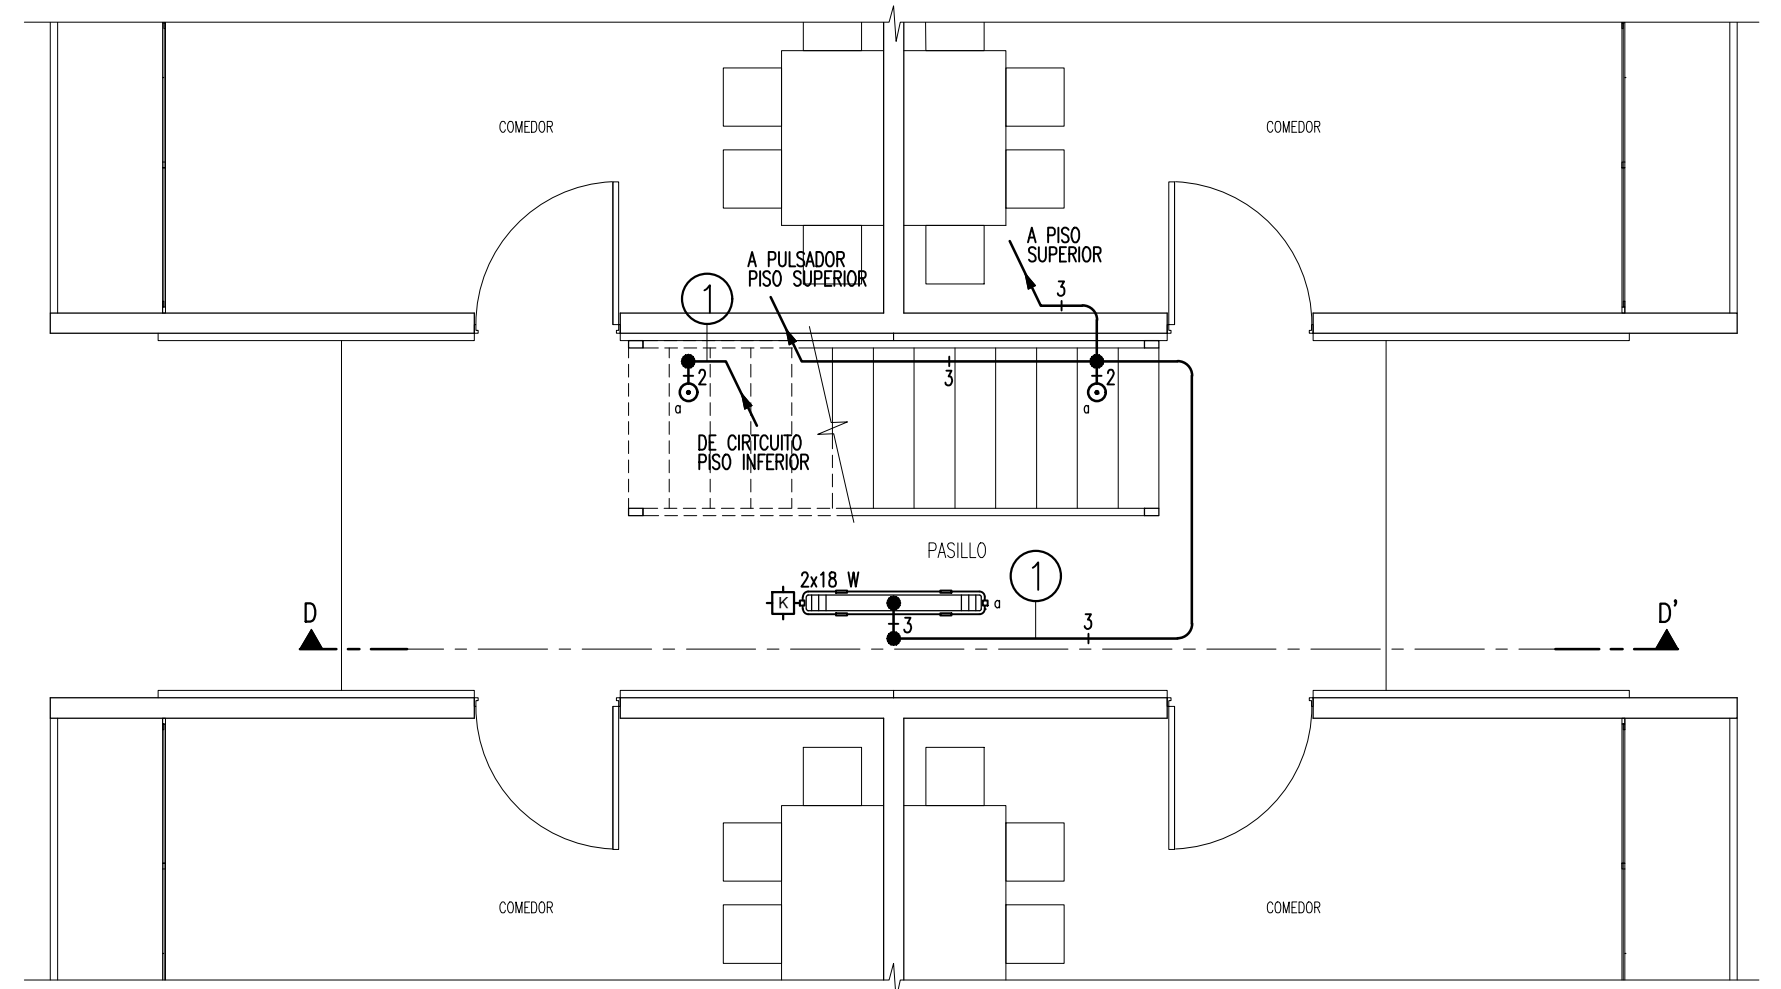 COMEDOR
COMEDOR
A PISO
SUPERIOR
A PULSADOR
PISO SUPERIOR
3
1
3
2
2
a
a
DE CIRTCUITO
PISO INFERIOR
PASILLO
2x18 W
1
K
a
D
3
3
D'
COMEDOR
COMEDOR